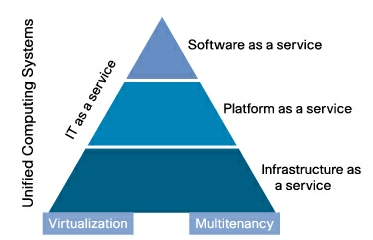 Unified Computing Systems
IT as a service
Software as a service
Platform as a service
Infrastructure as
a service
Virtualization
Multitenancy